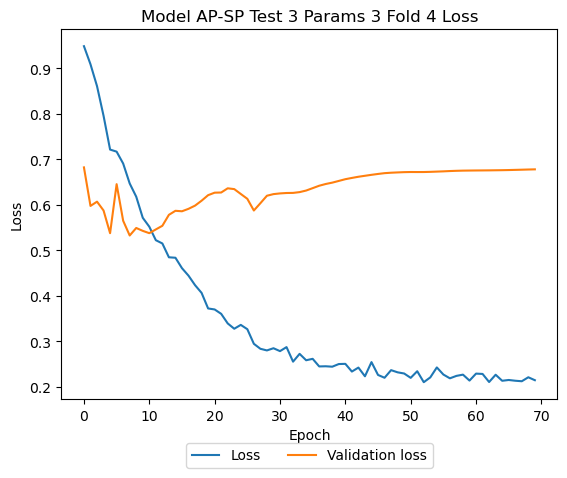 Model AP-SP Test 3 Params 3 Fold 4 Loss
0.9
0.8
0.7
0.6
0.5
0.4
0.3
0.2
Loss
0 10 20 30 40 50 60 70
Epoch
Loss Validation loss